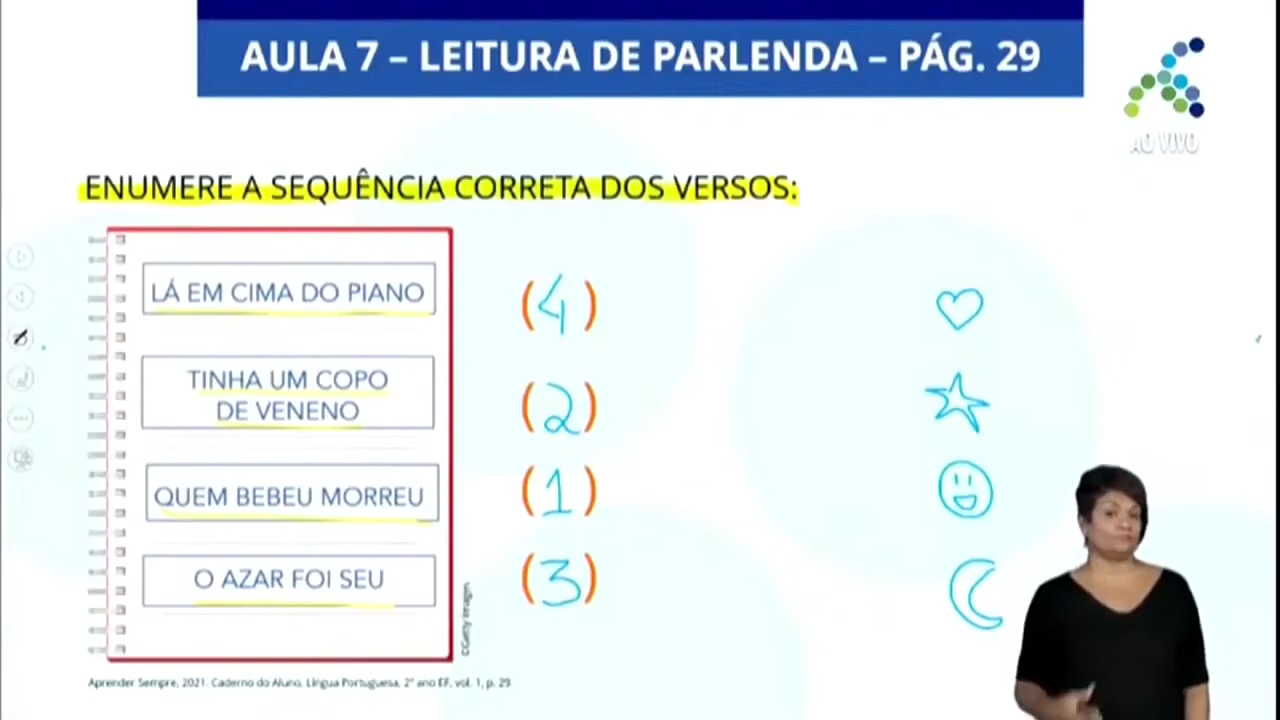 AULA 7 – LEITURA DE PARLENDA – PÁG. 29
AO VIVO
ENUMERE A SEQUÊNCIA CORRETA DOS VERSOS:
LÁ EM CIMA DO PIANO
(4)
TINHA UM COPO
DE VENENO
(2)
QUEM BEBEU MORREU
(1)
O AZAR FOI SEU
(3)
©Getty Images
Aprender Sempre, 2021. Caderno do Aluno. Língua Portuguesa, 2º ano EF, vol. 1, p. 29